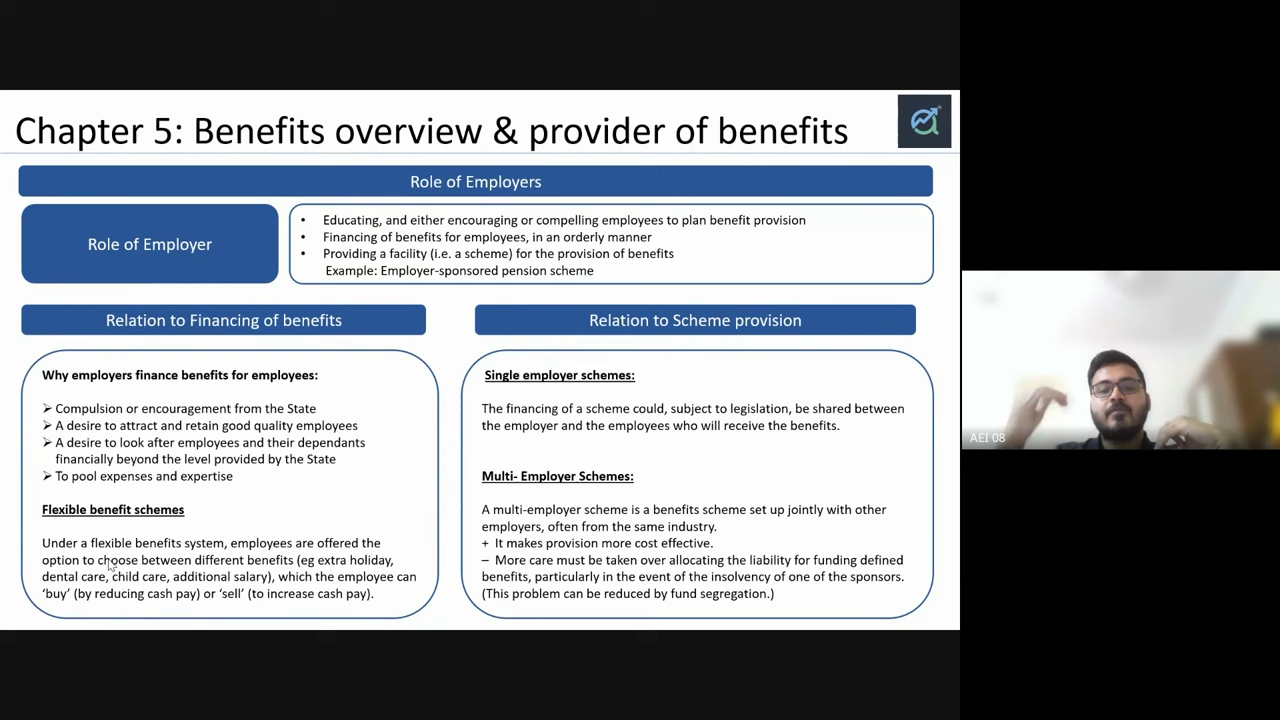 Chapter 5: Benefits overview & provider of benefits
Role of Employers
Role of Employer
• Educating, and either encouraging or compelling employees to plan benefit provision
• Financing of benefits for employees, in an orderly manner
• Providing a facility (i.e. a scheme) for the provision of benefits
Example: Employer-sponsored pension scheme
Relation to Financing of benefits
Why employers finance benefits for employees:
➢ Compulsion or encouragement from the State
➢ A desire to attract and retain good quality employees
➢ A desire to look after employees and their dependants
financially beyond the level provided by the State
➢ To pool expenses and expertise
Flexible benefit schemes
Under a flexible benefits system, employees are offered the
option to choose between different benefits (eg extra holiday,
dental care, child care, additional salary), which the employee can
‘buy’ (by reducing cash pay) or ‘sell’ (to increase cash pay).
Relation to Scheme provision
Single employer schemes:
The financing of a scheme could, subject to legislation, be shared between
the employer and the employees who will receive the benefits.
Multi- Employer Schemes:
A multi-employer scheme is a benefits scheme set up jointly with other
employers, often from the same industry.
+ It makes provision more cost effective.
– More care must be taken over allocating the liability for funding defined
benefits, particularly in the event of the insolvency of one of the sponsors.
(This problem can be reduced by fund segregation.)
AEI 08